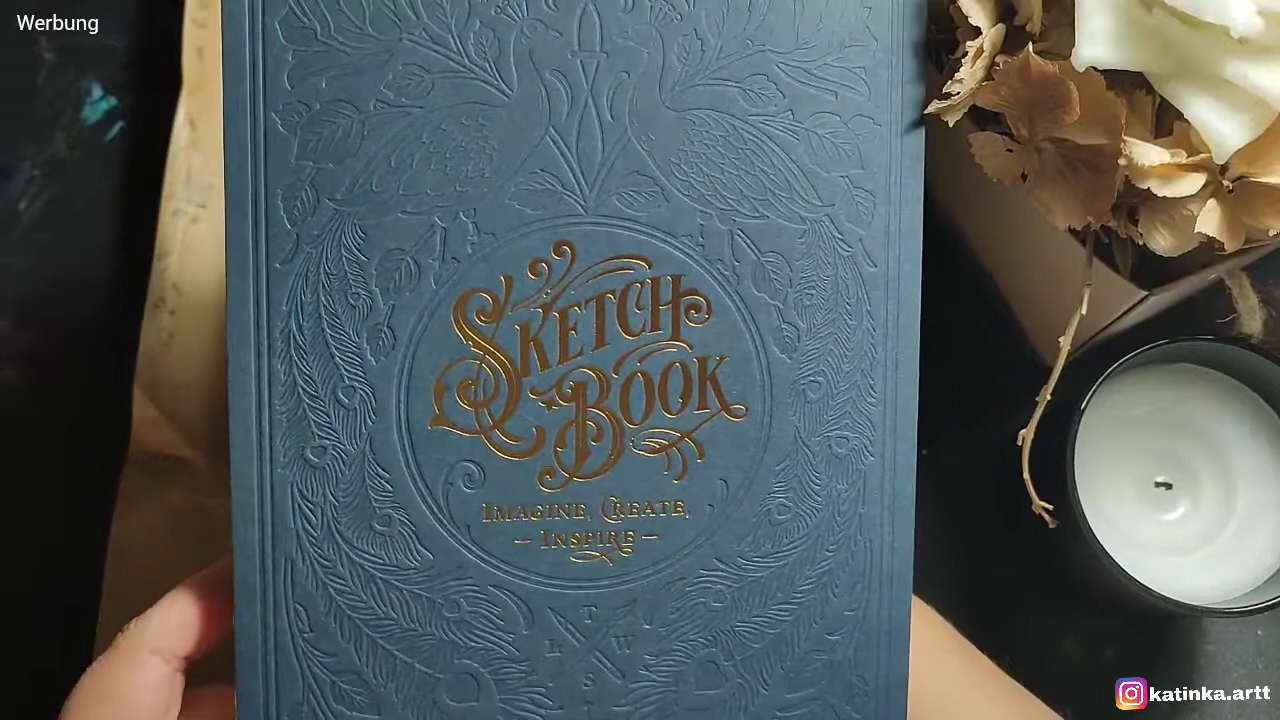 Werbung
SKETCH
BOOK
IMAGINE, CREATE,
– INSPIRE –
T
L W
S
katinka.artt